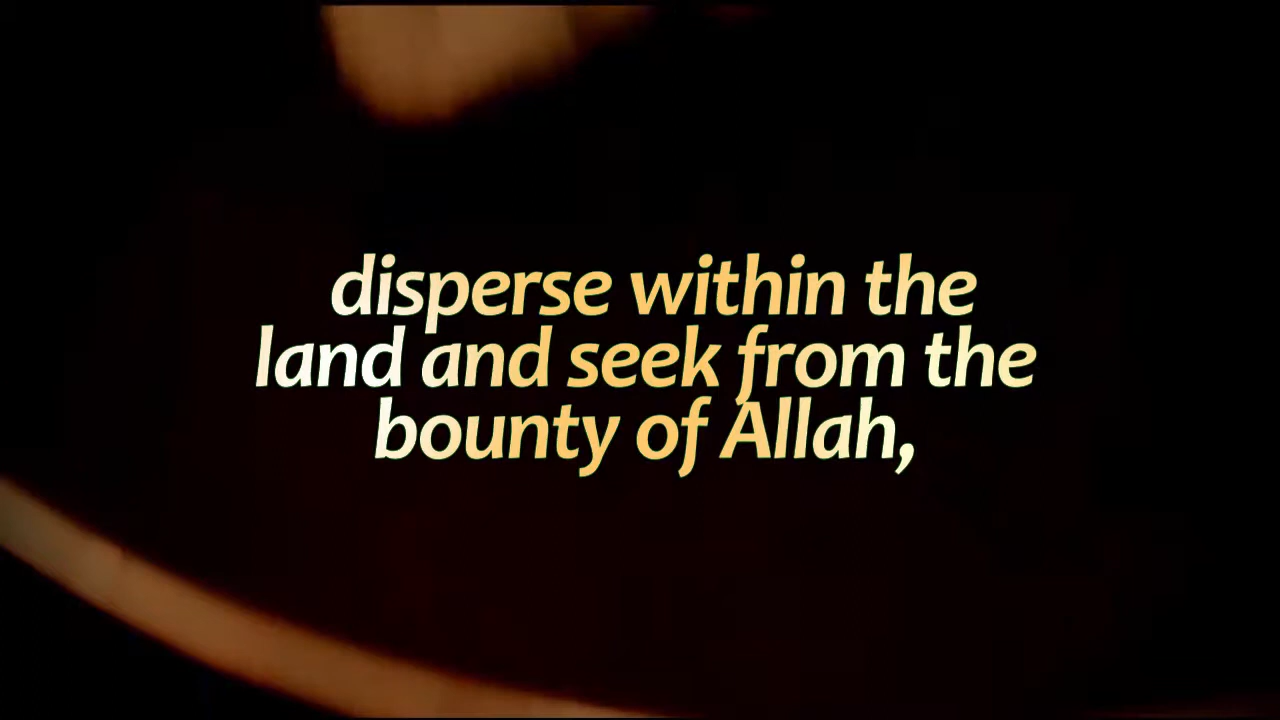 disperse within the
land and seek from the
bounty of Allah,